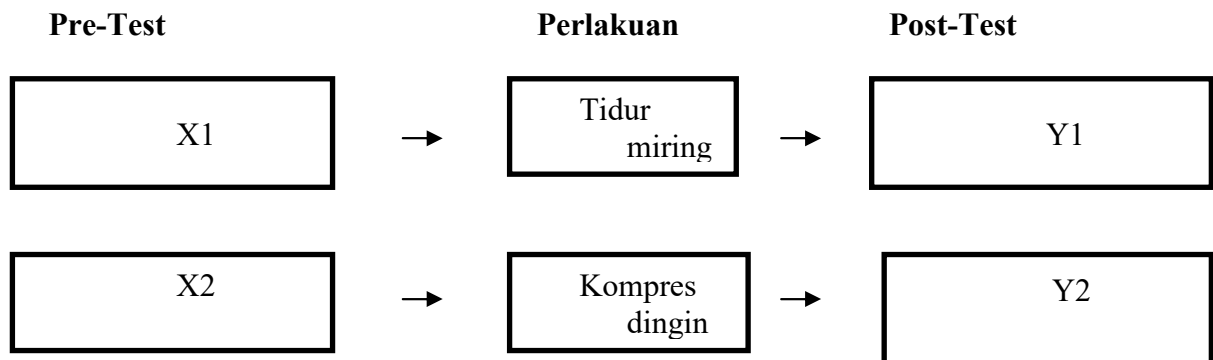 Pre-Test Perlakuan Post-Test
X1
Tidur
miring
Y1
X2
Kompres
dingin
Y2